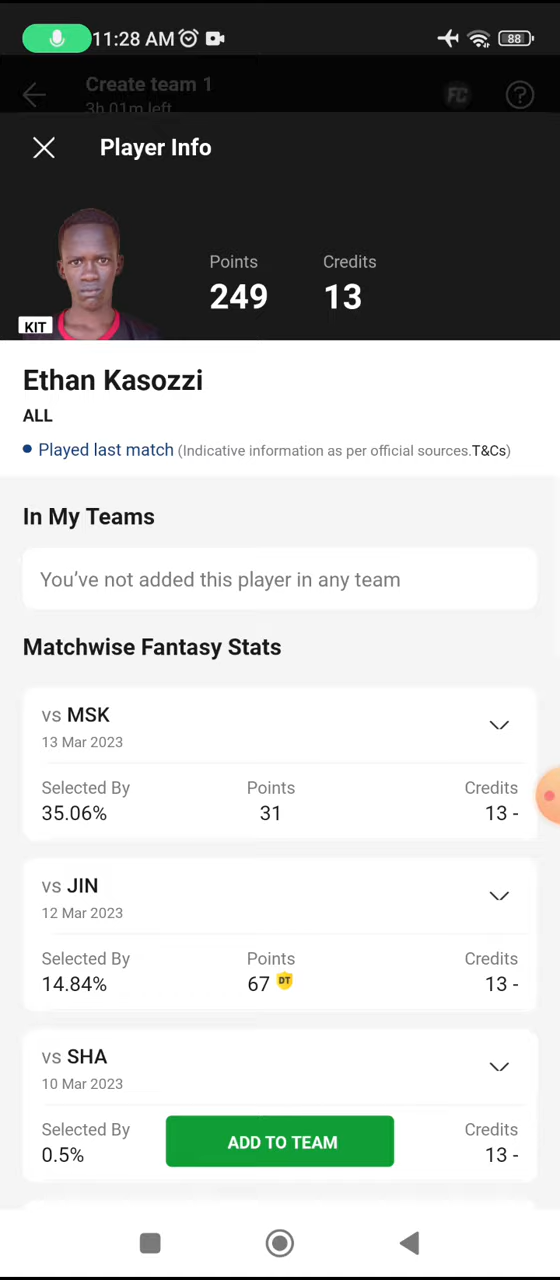 11:28 AM
88
Create team 1
3h 01m left
FC
?
Player Info
Points
Credits
249
13
KIT
Ethan Kasozzi
ALL
Played last match (Indicative information as per official sources.T&Cs)
In My Teams
You’ve not added this player in any team
Matchwise Fantasy Stats
vs MSK
13 Mar 2023
Selected By
Points
Credits
35.06%
31
13 -
vs JIN
12 Mar 2023
Selected By
Points
Credits
14.84%
67 DT
13 -
vs SHA
10 Mar 2023
Selected By
Credits
0.5%
13 -
ADD TO TEAM